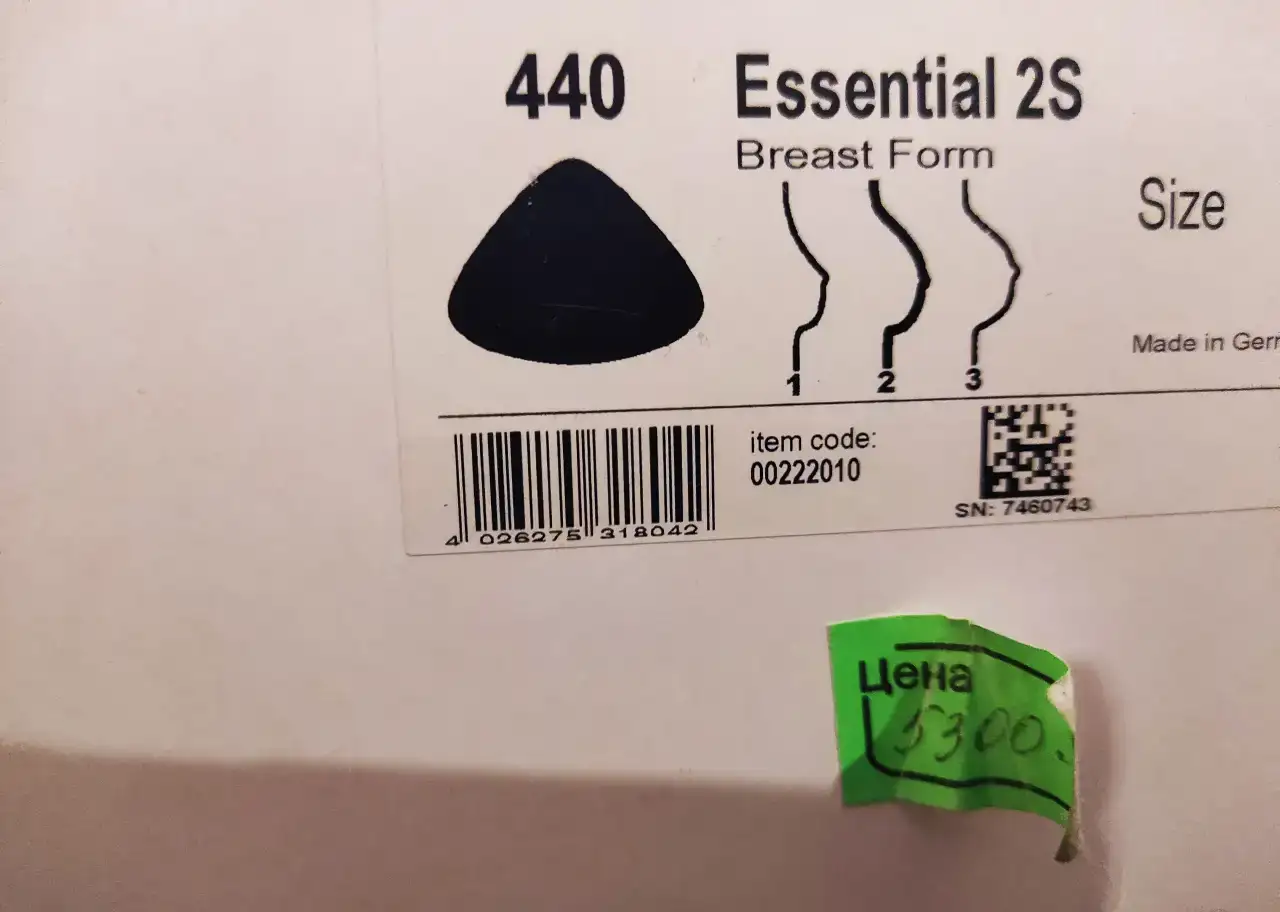 440
Essential 2S
Breast Form
Size
Made in Ger
1 2 3
item code:
00222010
SN: 7460743
4 026275 318042
Цена
5300.